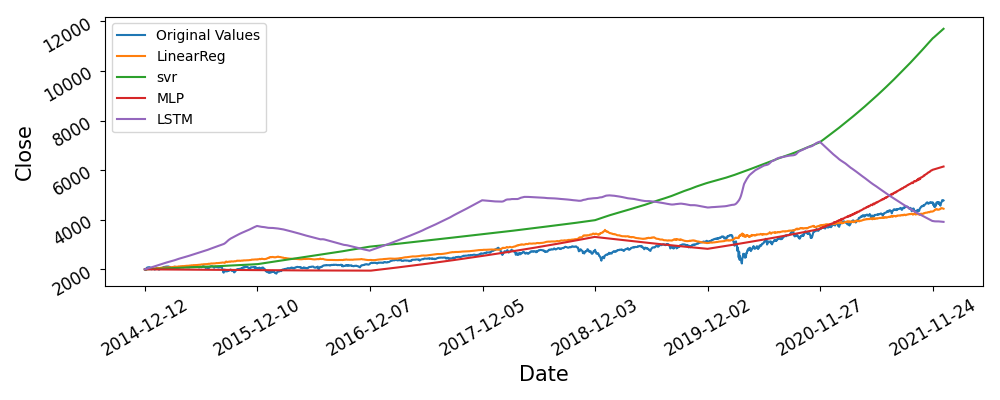 12000
10000
8000
6000
4000
2000
Close
Original Values
LinearReg
svr
MLP
LSTM
2014-12-12
2015-12-10
2016-12-07
2017-12-05
2018-12-03
2019-12-02
2020-11-27
2021-11-24
Date